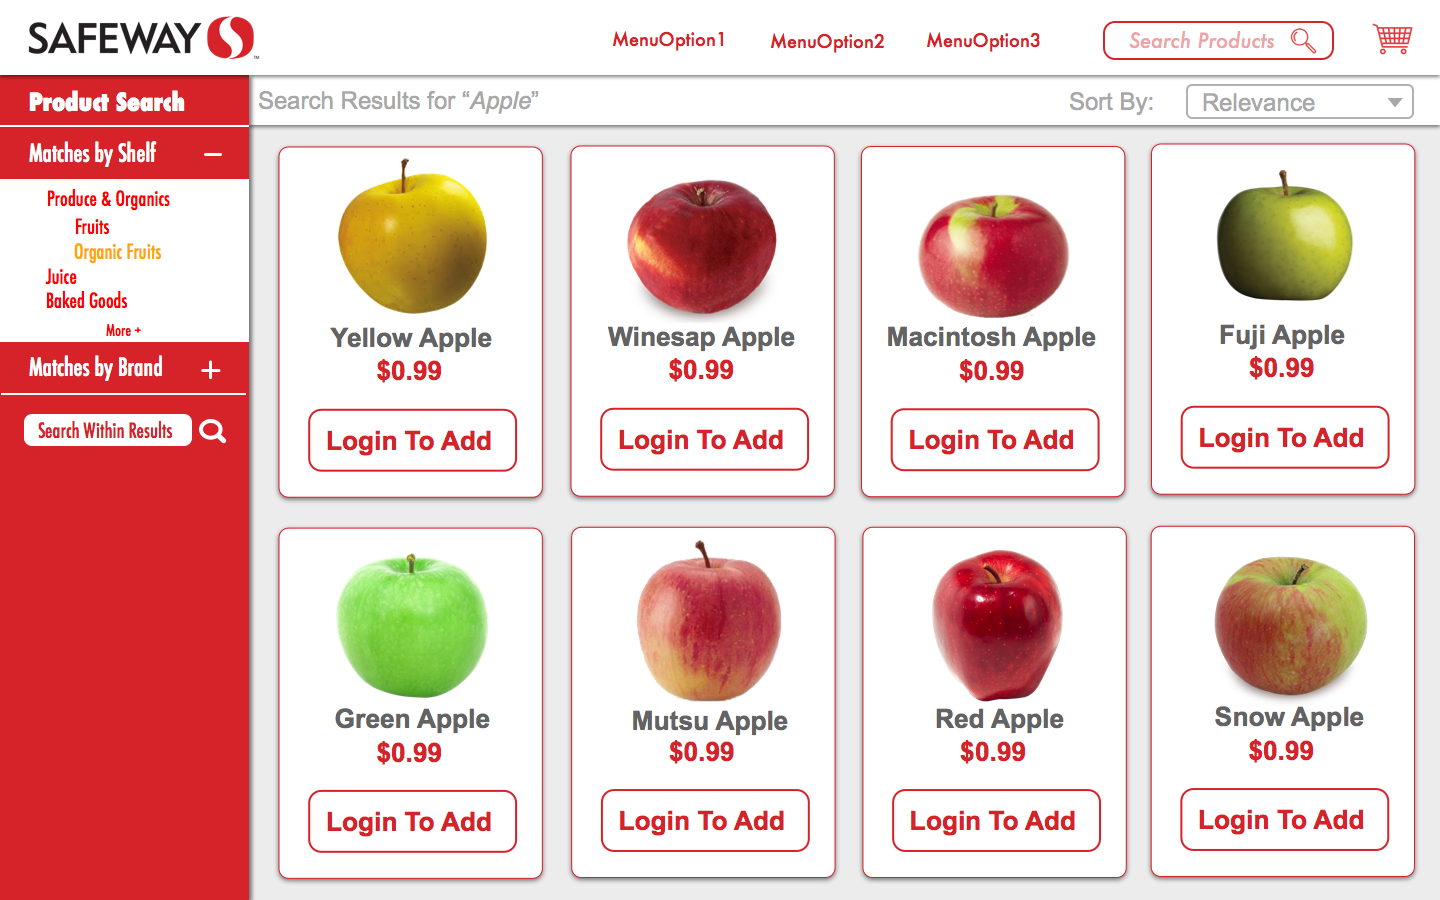 SAFEWAY
MenuOption1
MenuOption2
MenuOption3
Search Products
Product Search
Search Results for “Apple”
Sort By:
Relevance
Matches by Shelf
Produce & Organics
Fruits
Organic Fruits
Juice
Baked Goods
More +
Matches by Brand
Search Within Results
Yellow Apple
$0.99
Login To Add
Winesap Apple
$0.99
Login To Add
Macintosh Apple
$0.99
Login To Add
Fuji Apple
$0.99
Login To Add
Green Apple
$0.99
Login To Add
Mutsu Apple
$0.99
Login To Add
Red Apple
$0.99
Login To Add
Snow Apple
$0.99
Login To Add